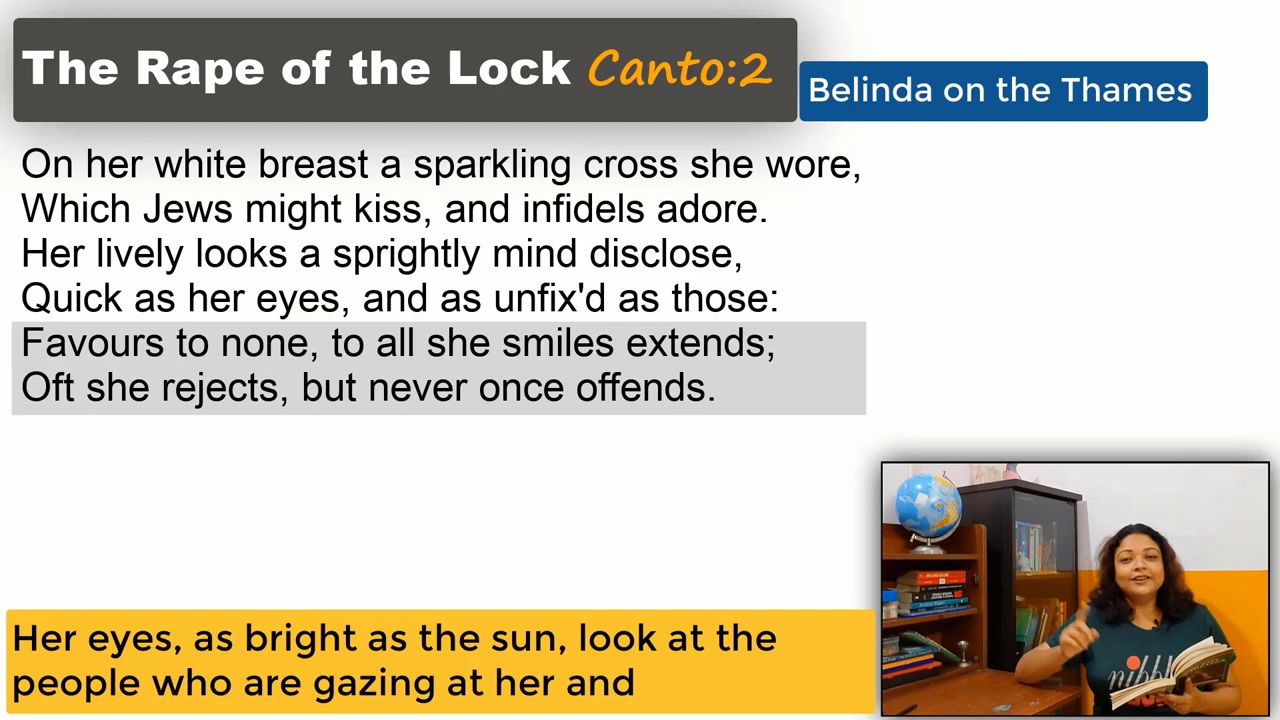 The Rape of the Lock Canto:2
Belinda on the Thames
On her white breast a sparkling cross she wore,
Which Jews might kiss, and infidels adore.
Her lively looks a sprightly mind disclose,
Quick as her eyes, and as unfix'd as those:
Favours to none, to all she smiles extends;
Oft she rejects, but never once offends.
Her eyes, as bright as the sun, look at the
people who are gazing at her and
nibbl